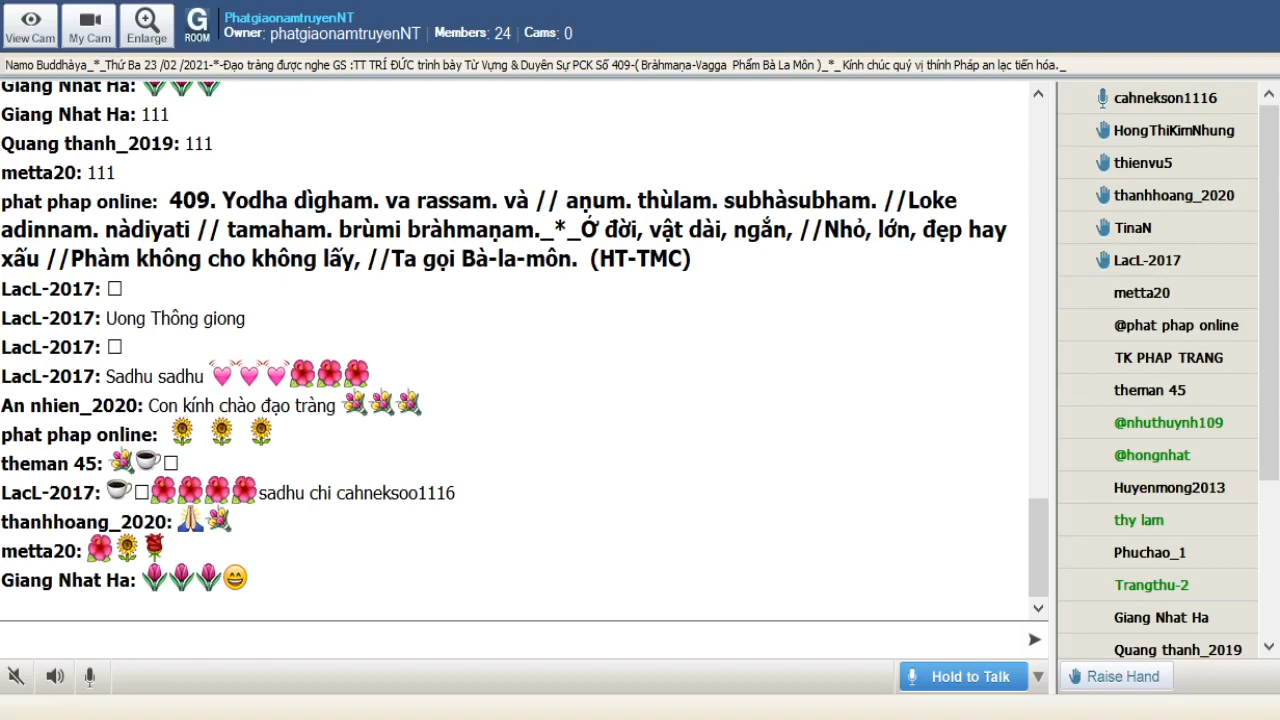 View Cam
My Cam
Enlarge
G
ROOM
PhatgiaonamtruyenNT
Owner: phatgiaonamtruyenNT | Members: 24 | Cams: 0
Namo Buddhàya_*_Thứ Ba 23 /02 /2021-*-Đạo tràng được nghe GS :TT TRÍ ĐỨC trình bày Từ Vựng & Duyên Sự PCK Số 409-( Bràhmaṇa-Vagga Phẩm Bà La Môn )_*_ Kính chúc quý vị thính Pháp an lạc tiến hóa._
Giang Nhat Ha:
Giang Nhat Ha: 111
Quang thanh_2019: 111
metta20: 111
phat phap online: 409. Yodha dìgham. va rassam. và // aṇum. thùlam. subhàsubham. //Loke
adinnam. nàdiyati // tamaham. brùmi bràhmaṇam._*_Ở đời, vật dài, ngắn, //Nhỏ, lớn, đẹp hay
xấu //Phàm không cho không lấy, //Ta gọi Bà-la-môn. (HT-TMC)
LacL-2017:
LacL-2017: Uong Thông giong
LacL-2017:
LacL-2017: Sadhu sadhu
An nhien_2020: Con kính chào đạo tràng
phat phap online:
theman 45:
LacL-2017: sadhu chi cahneksoo1116
thanhhoang_2020:
metta20:
Giang Nhat Ha:
Hold to Talk
cahnekson1116
HongThiKimNhung
thienvu5
thanhhoang_2020
TinaN
LacL-2017
metta20
@phat phap online
TK PHAP TRANG
theman 45
@nhuthuynh109
@hongnhat
Huyenmong2013
thy lam
Phuchao_1
Trangthu-2
Giang Nhat Ha
Quang thanh_2019
Raise Hand